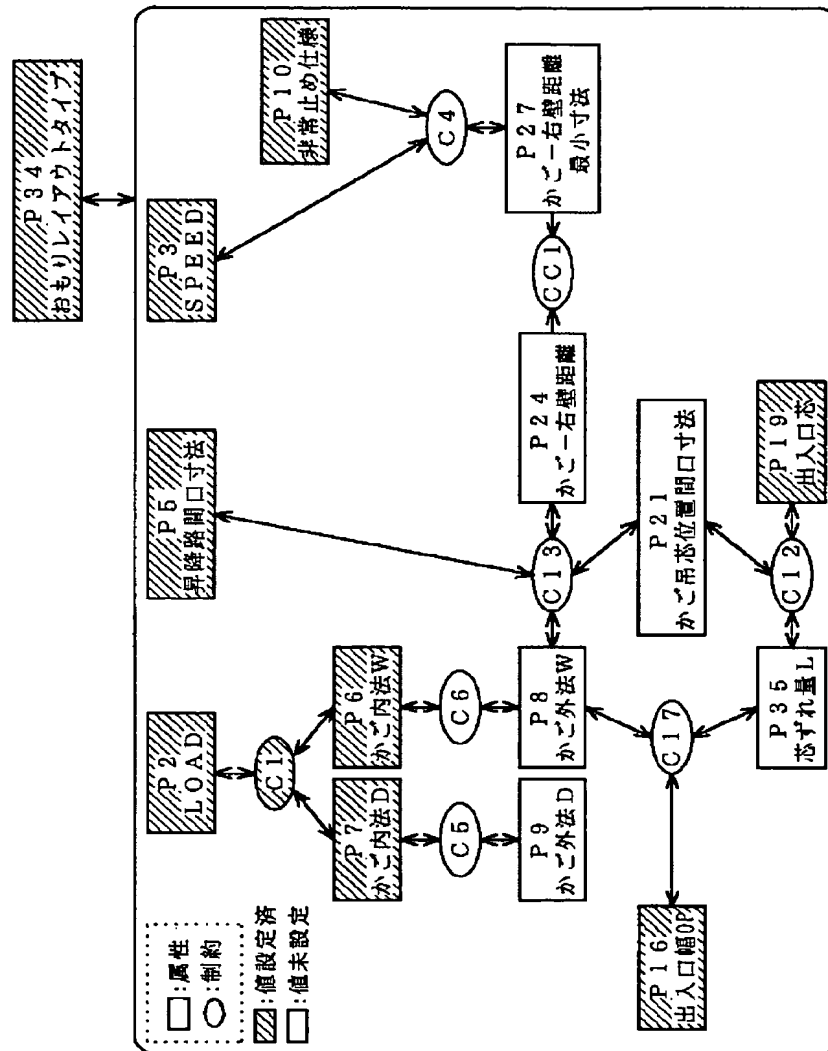 P34
おもりレイアウトタイプ
□:属性
○:制約
:値設定済
□:値未設定
P2
LOAD
P5
昇降路間口寸法
P3
SPEED
P10
非常止め仕様
C1
P7
かご内法D
P6
かご内法W
C4
C5
C6
P9
かご外法D
P8
かご外法W
C13
P24
かご−右壁距離
CC1
P27
かご−右壁距離
最小寸法
C17
P21
かご吊芯位置間口寸法
P16
出入口幅OP
P35
芯ずれ量L
C12
P19
出入口芯